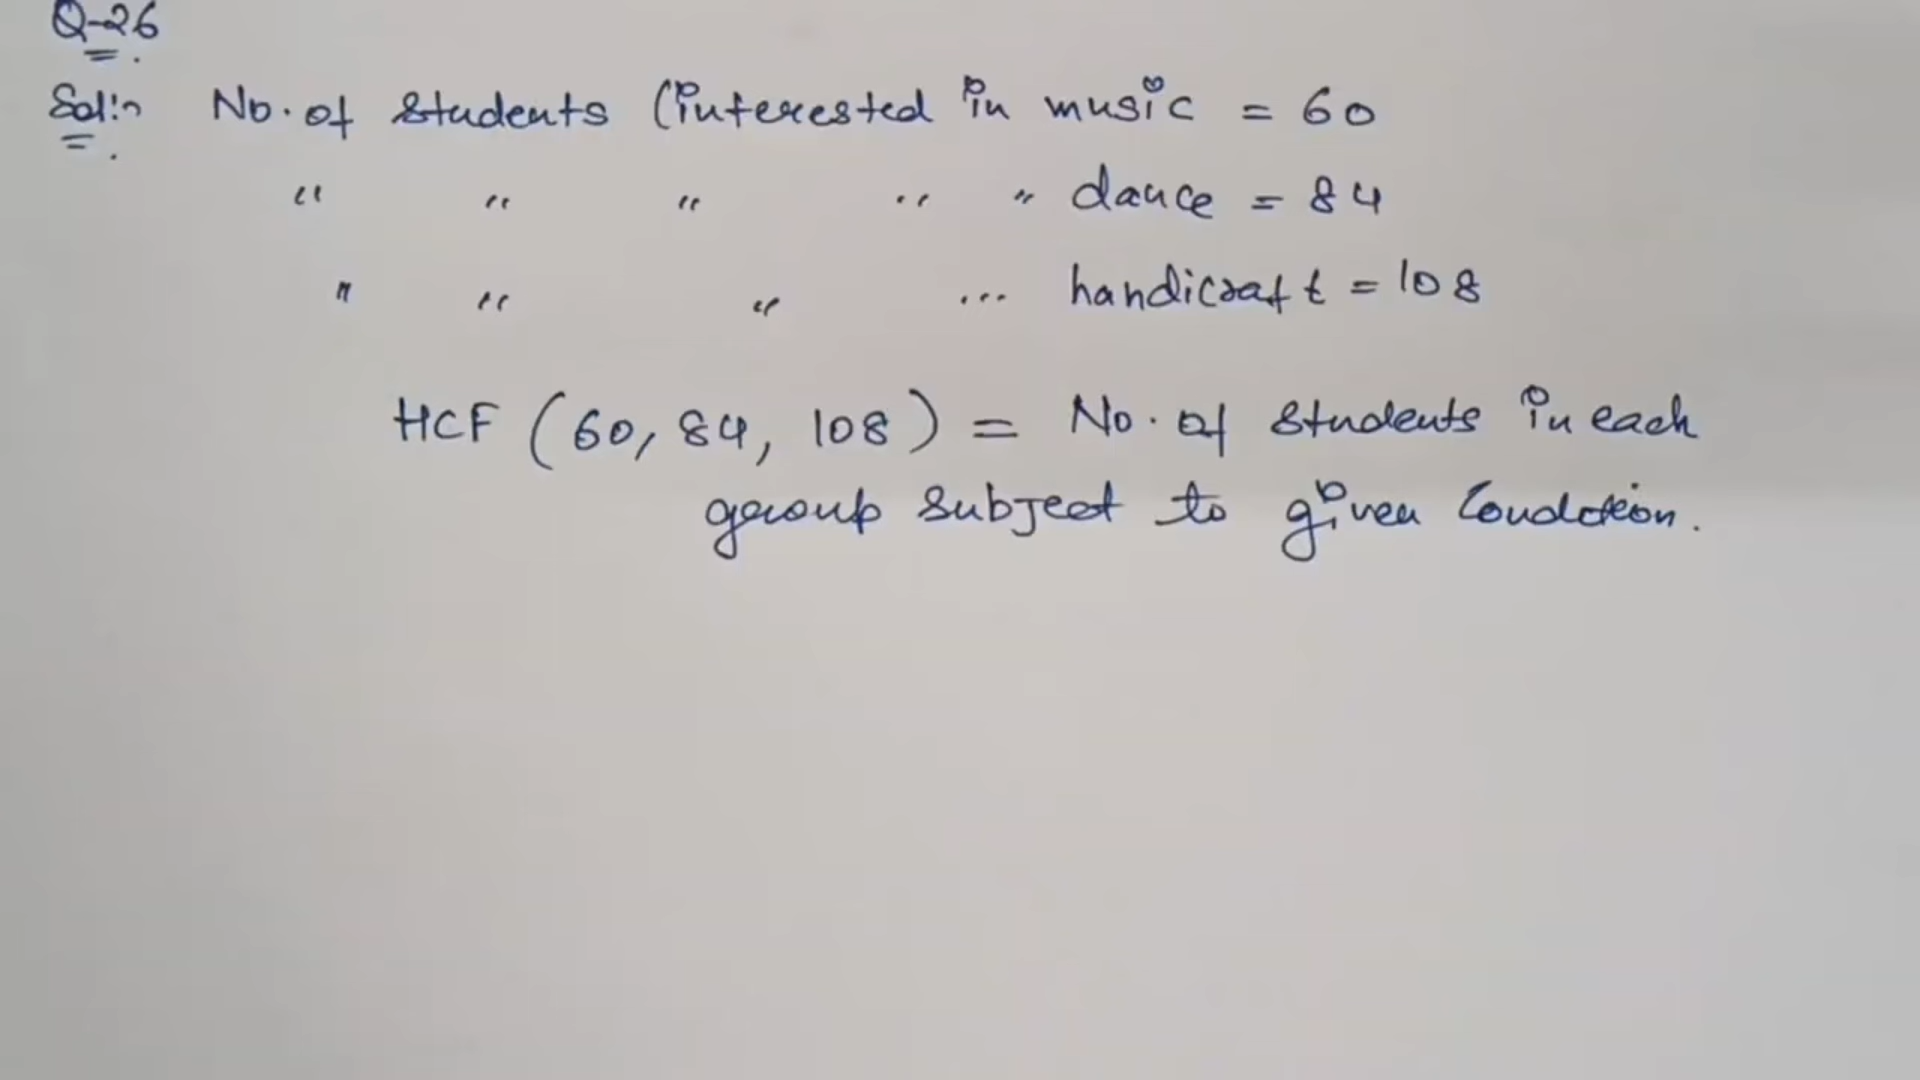 Q-26
Sol:n No. of students (interested in music = 60
" " " " " dance = 84
" " " ... handicraft = 108
HCF (60, 84, 108) = No. of students in each
group subject to given Condition.